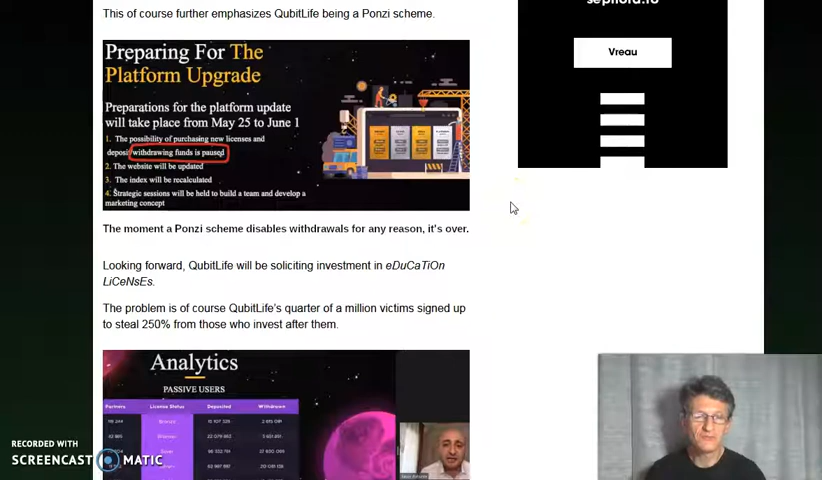 This of course further emphasizes QubitLife being a Ponzi scheme.
Preparing For The
Platform Upgrade
Preparations for the platform update
will take place from May 25 to June 1
1. The possibility of purchasing new licenses and
deposit withdrawing funds is paused
2. The website will be updated
3. The index will be recalculated
4. Strategic sessions will be held to build a team and develop a
marketing concept
The moment a Ponzi scheme disables withdrawals for any reason, it's over.
Looking forward, QubitLife will be soliciting investment in eDuCaTiOn
LiCeNsEs.
The problem is of course QubitLife's quarter of a million victims signed up
to steal 250% from those who invest after them.
Analytics
PASSIVE USERS
Partners License Status Deposited Withdrawn
sephora.ro
Vreau
RECORDED WITH
SCREENCAST MATIC